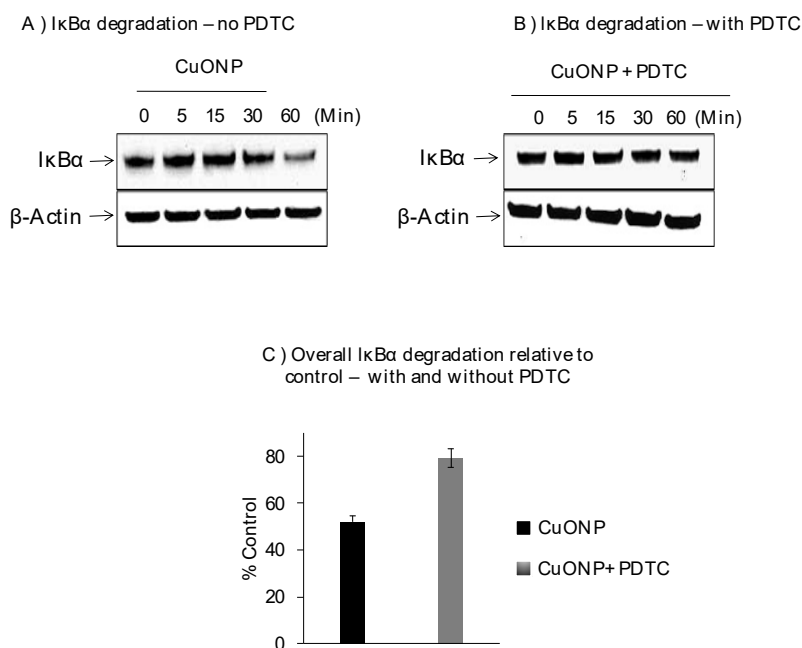 A ) IκBα degradation – no PDTC
CuONP
0 5 15 30 60 (Min)
IκBα
β-Actin
B ) IκBα degradation – with PDTC
CuONP + PDTC
0 5 15 30 60 (Min)
IκBα
β-Actin
C ) Overall IκBα degradation relative to
control – with and without PDTC
% Control
80
60
40
20
0
CuONP
CuONP+ PDTC